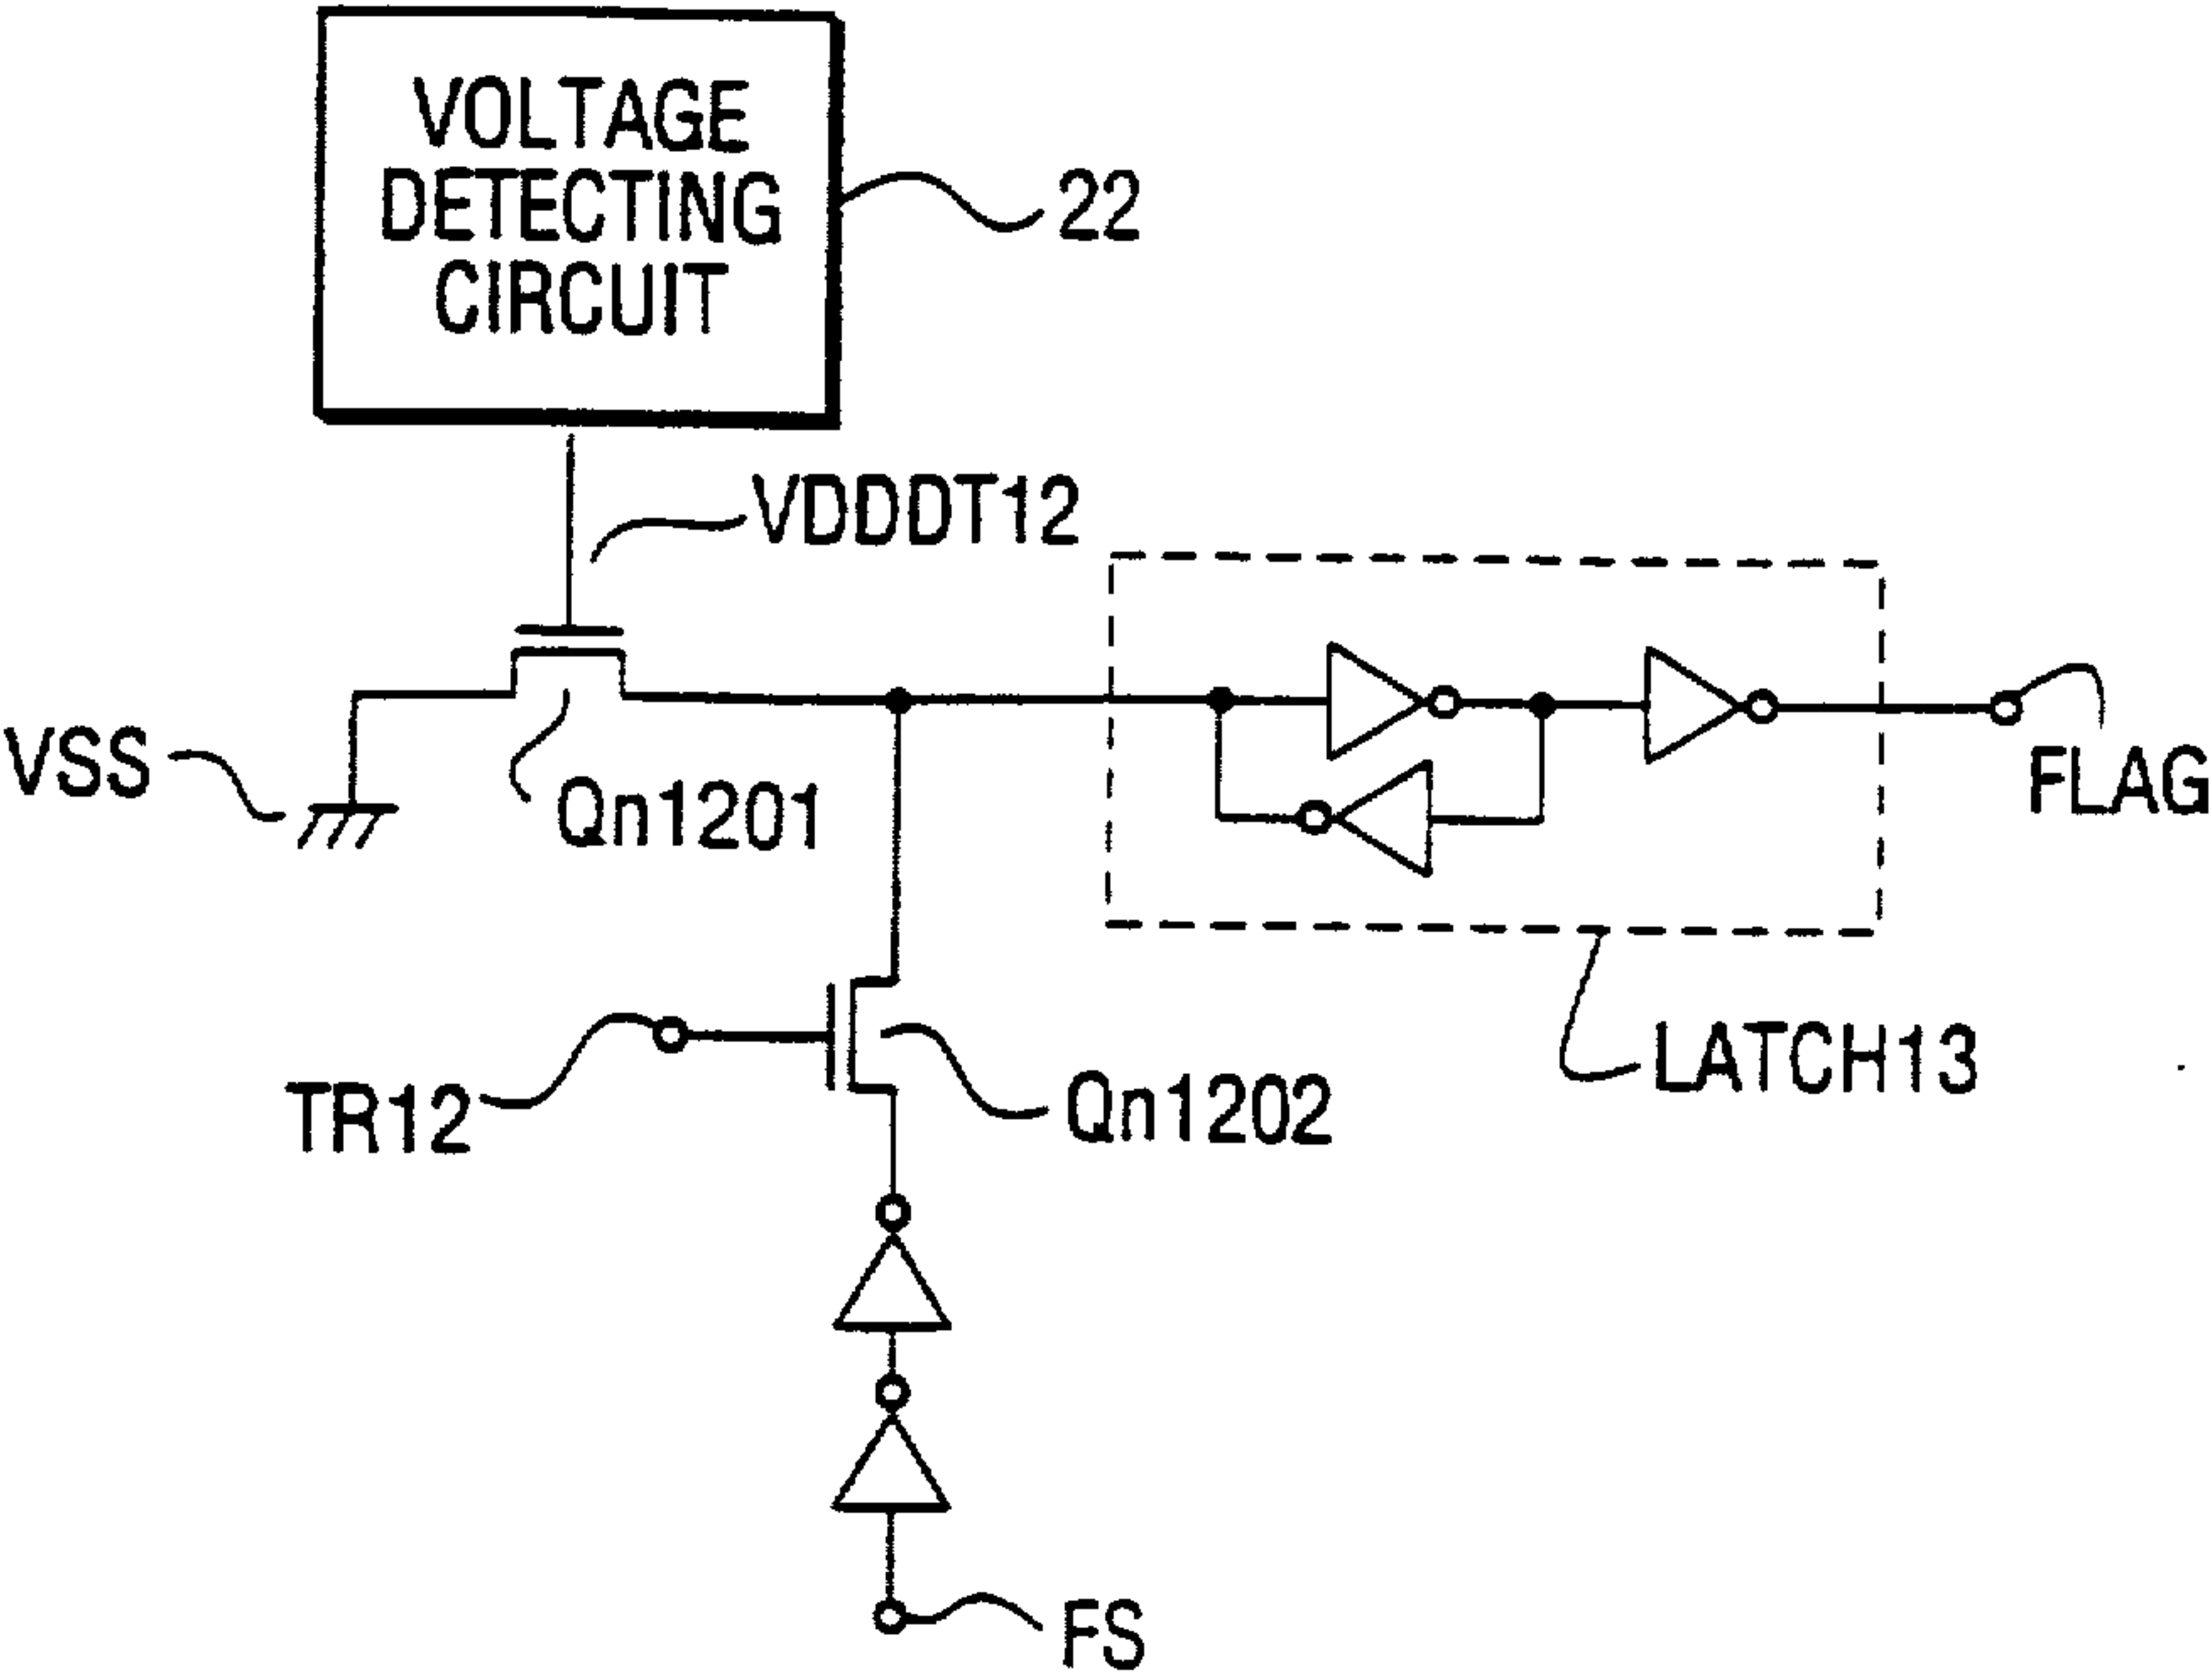 VOLTAGE
DETECTING
CIRCUIT
22
VDDDT12
VSS
Qn1201
FLAG
TR12
Qn1202
LATCH13
FS